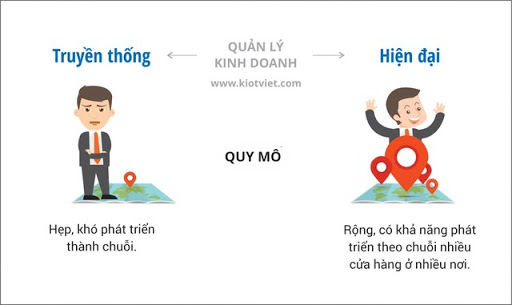 Truyền thống
QUẢN LÝ
KINH DOANH
www.kiotviet.com
Hiện đại
QUY MÔ
Hẹp, khó phát triển
thành chuỗi.
Rộng, có khả năng phát
triển theo chuỗi nhiều
cửa hàng ở nhiều nơi.